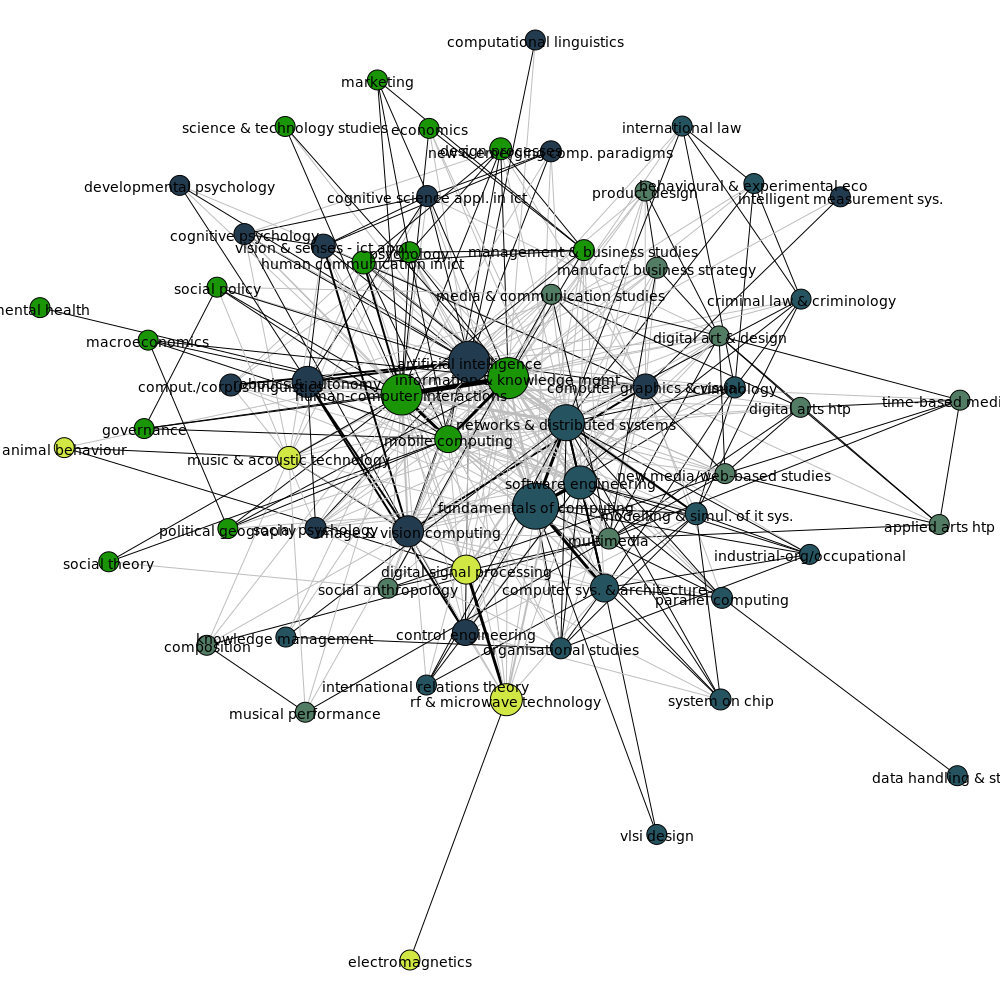 computational linguistics
marketing
science & technology studies
economics
international law
design processes
new & emerging comp. paradigms
developmental psychology
behavioural & experimental eco
product design
cognitive science appl. in ict
intelligent measurement sys.
cognitive psychology
vision & senses - ict appl.
psychology
management & business studies
human communication in ict
manufact. business strategy
social policy
media & communication studies
criminal law & criminology
mental health
macroeconomics
digital art & design
artificial intelligence
information & knowledge mgmt
comput./corpus linguistics
robotics & autonomy
computer graphics & visual.
criminology
human-computer interactions
time-based medi
digital arts htp
networks & distributed systems
governance
mobile computing
animal behaviour
music & acoustic technology
new media/web-based studies
software engineering
fundamentals of computing
modelling & simul. of it sys.
applied arts htp
political geography
social psychology
image & vision computing
multimedia
industrial-org/occupational
social theory
digital signal processing
social anthropology
computer sys. & architecture
parallel computing
control engineering
knowledge management
composition
organisational studies
international relations theory
rf & microwave technology
system on chip
musical performance
data handling & st
vlsi design
electromagnetics